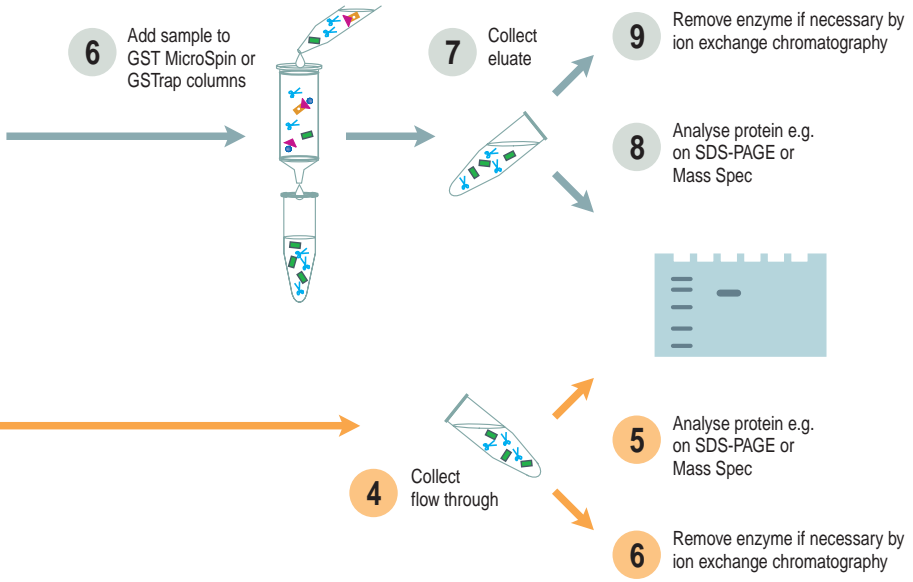 6
Add sample to
GST MicroSpin or
GSTrap columns
7
Collect
eluate
9
Remove enzyme if necessary by
ion exchange chromatography
8
Analyse protein e.g.
on SDS-PAGE or
Mass Spec
4
Collect
flow through
5
Analyse protein e.g.
on SDS-PAGE or
Mass Spec
6
Remove enzyme if necessary by
ion exchange chromatography